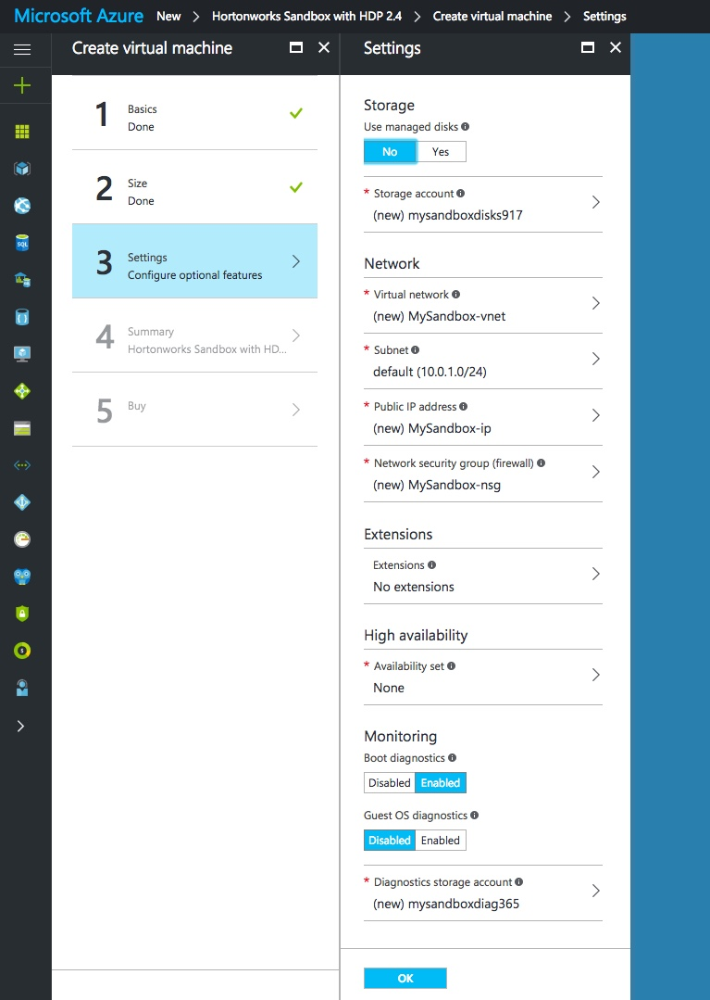 Microsoft Azure New > Hortonworks Sandbox with HDP 2.4 > Create virtual machine > Settings
Create virtual machine
1 Basics
Done
2 Size
Done
3 Settings
Configure optional features
4 Summary
Hortonworks Sandbox with HD...
5 Buy
Settings
Storage
Use managed disks
No Yes
* Storage account
(new) mysandboxdisks917
Network
* Virtual network
(new) MySandbox-vnet
* Subnet
default (10.0.1.0/24)
* Public IP address
(new) MySandbox-ip
* Network security group (firewall)
(new) MySandbox-nsg
Extensions
Extensions
No extensions
High availability
* Availability set
None
Monitoring
Boot diagnostics
Disabled Enabled
Guest OS diagnostics
Disabled Enabled
* Diagnostics storage account
(new) mysandboxdiag365
OK
SQL